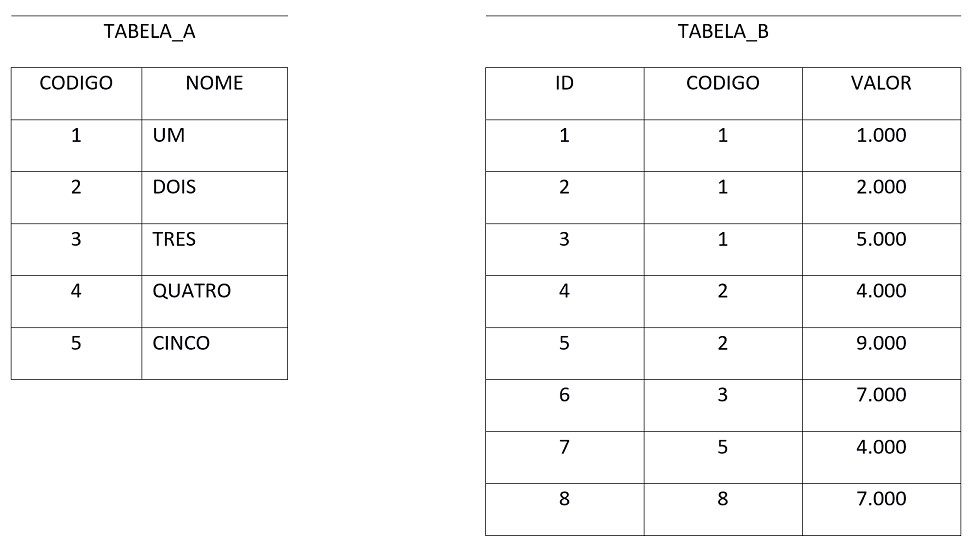 TABELA_A
CODIGO NOME
1 UM
2 DOIS
3 TRES
4 QUATRO
5 CINCO
TABELA_B
ID CODIGO VALOR
1 1 1.000
2 1 2.000
3 1 5.000
4 2 4.000
5 2 9.000
6 3 7.000
7 5 4.000
8 8 7.000